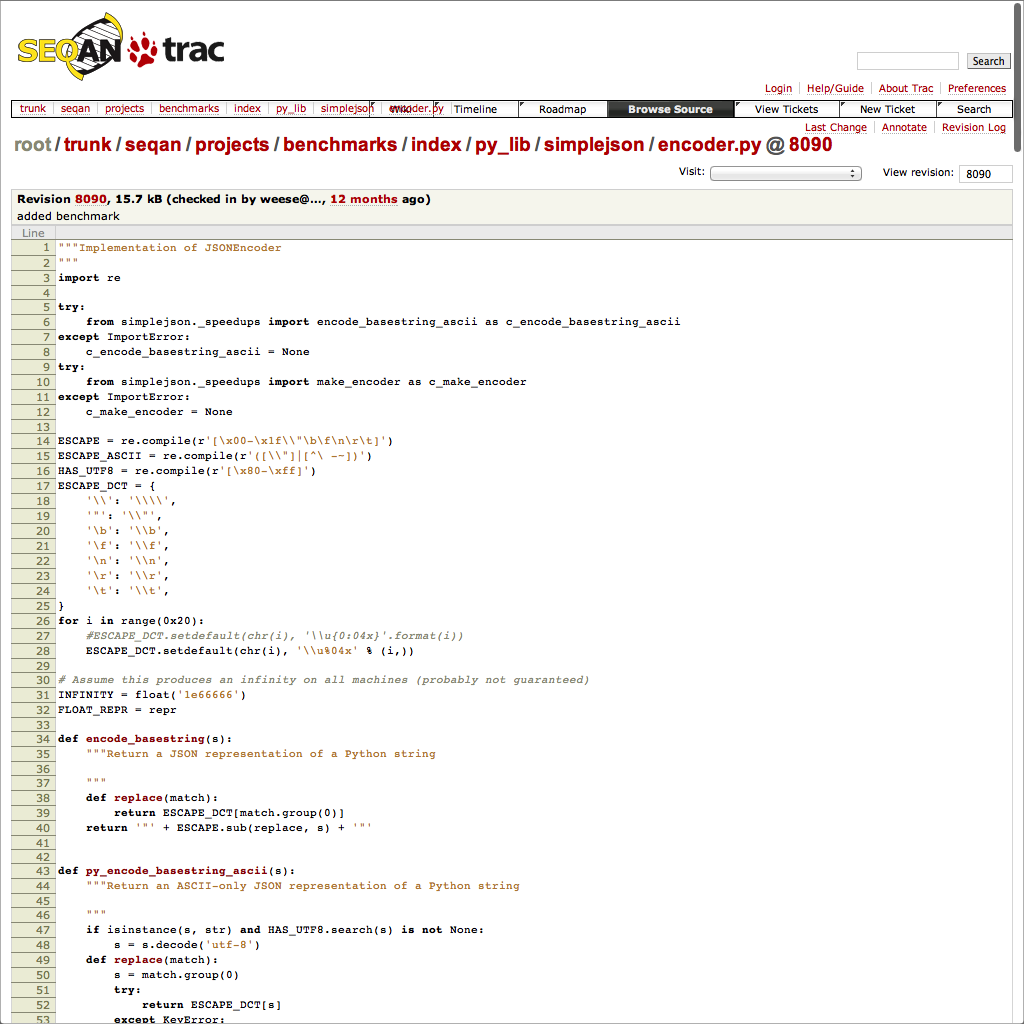 SEQAN trac
Search
Login Help/Guide About Trac Preferences
trunk seqan projects benchmarks index py_lib simplejson encoder.py Wiki Timeline Roadmap Browse Source View Tickets New Ticket Search
Last Change Annotate Revision Log
root/trunk/seqan/projects/benchmarks/index/py_lib/simplejson/encoder.py @ 8090
Visit: View revision: 8090
Revision 8090, 15.7 kB (checked in by weese@..., 12 months ago)
added benchmark
Line
1 """Implementation of JSONEncoder
2 """
3 import re
4
5 try:
6     from simplejson._speedups import encode_basestring_ascii as c_encode_basestring_ascii
7 except ImportError:
8     c_encode_basestring_ascii = None
9 try:
10     from simplejson._speedups import make_encoder as c_make_encoder
11 except ImportError:
12     c_make_encoder = None
13
14 ESCAPE = re.compile(r'[\x00-\x1f\\"\b\f\n\r\t]')
15 ESCAPE_ASCII = re.compile(r'([\\"]|[^\ -~])')
16 HAS_UTF8 = re.compile(r'[\x80-\xff]')
17 ESCAPE_DCT = {
18     '\\': '\\\\',
19     '"': '\\"',
20     '\b': '\\b',
21     '\f': '\\f',
22     '\n': '\\n',
23     '\r': '\\r',
24     '\t': '\\t',
25 }
26 for i in range(0x20):
27     #ESCAPE_DCT.setdefault(chr(i), '\\u{0:04x}'.format(i))
28     ESCAPE_DCT.setdefault(chr(i), '\\u%04x' % (i,))
29
30 # Assume this produces an infinity on all machines (probably not guaranteed)
31 INFINITY = float('1e66666')
32 FLOAT_REPR = repr
33
34 def encode_basestring(s):
35     """Return a JSON representation of a Python string
36
37     """
38     def replace(match):
39         return ESCAPE_DCT[match.group(0)]
40     return '"' + ESCAPE.sub(replace, s) + '"'
41
42
43 def py_encode_basestring_ascii(s):
44     """Return an ASCII-only JSON representation of a Python string
45
46     """
47     if isinstance(s, str) and HAS_UTF8.search(s) is not None:
48         s = s.decode('utf-8')
49     def replace(match):
50         s = match.group(0)
51         try:
52             return ESCAPE_DCT[s]
53         except KeyError: